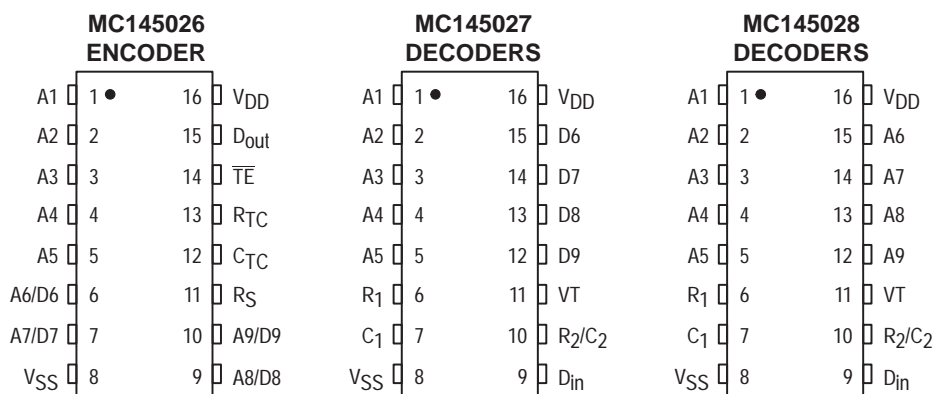 MC145026
ENCODER
A1 1 16 VDD
A2 2 15 Dout
A3 3 14 T̅E̅
A4 4 13 RTC
A5 5 12 CTC
A6/D6 6 11 RS
A7/D7 7 10 A9/D9
VSS 8 9 A8/D8
MC145027
DECODERS
A1 1 16 VDD
A2 2 15 D6
A3 3 14 D7
A4 4 13 D8
A5 5 12 D9
R1 6 11 VT
C1 7 10 R2/C2
VSS 8 9 Din
MC145028
DECODERS
A1 1 16 VDD
A2 2 15 A6
A3 3 14 A7
A4 4 13 A8
A5 5 12 A9
R1 6 11 VT
C1 7 10 R2/C2
VSS 8 9 Din